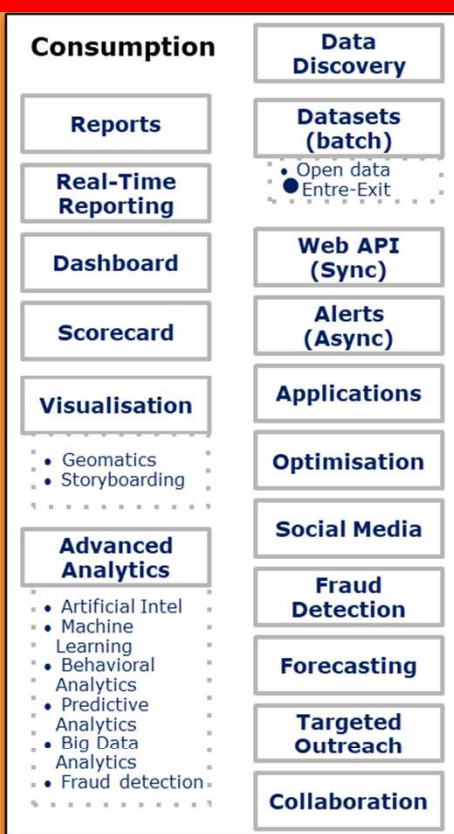 Consumption
Reports
Real-Time
Reporting
Dashboard
Scorecard
Visualisation
• Geomatics
• Storyboarding
Advanced
Analytics
• Artificial Intel
• Machine
Learning
• Behavioral
Analytics
• Predictive
Analytics
• Big Data
Analytics
• Fraud detection
Data
Discovery
Datasets
(batch)
• Open data
● Entre-Exit
Web API
(Sync)
Alerts
(Async)
Applications
Optimisation
Social Media
Fraud
Detection
Forecasting
Targeted
Outreach
Collaboration